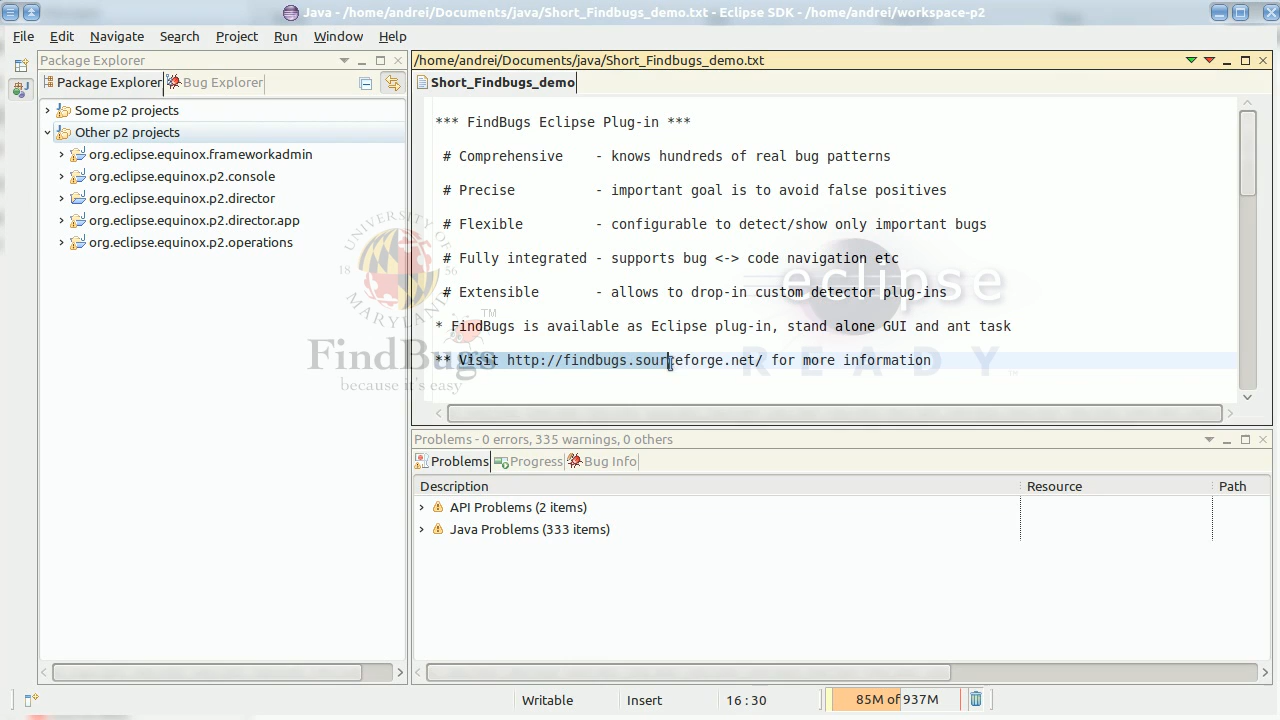 Java - /home/andrei/Documents/java/Short_Findbugs_demo.txt - Eclipse SDK - /home/andrei/workspace-p2
File Edit Navigate Search Project Run Window Help
Package Explorer
Package Explorer Bug Explorer
Some p2 projects
Other p2 projects
org.eclipse.equinox.frameworkadmin
org.eclipse.equinox.p2.console
org.eclipse.equinox.p2.director
org.eclipse.equinox.p2.director.app
org.eclipse.equinox.p2.operations
/home/andrei/Documents/java/Short_Findbugs_demo.txt
Short_Findbugs_demo
*** FindBugs Eclipse Plug-in ***
# Comprehensive - knows hundreds of real bug patterns
# Precise - important goal is to avoid false positives
# Flexible - configurable to detect/show only important bugs
# Fully integrated - supports bug <-> code navigation etc
# Extensible - allows to drop-in custom detector plug-ins
* FindBugs is available as Eclipse plug-in, stand alone GUI and ant task
** Visit http://findbugs.sourceforge.net/ for more information
UNIVERSITY OF
18 56
MARYLAND
FindBugs™
because it's easy
eclipse
READY™
Problems - 0 errors, 335 warnings, 0 others
Problems Progress Bug Info
Description Resource Path
API Problems (2 items)
Java Problems (333 items)
Writable Insert 16 : 30 85M of 937M